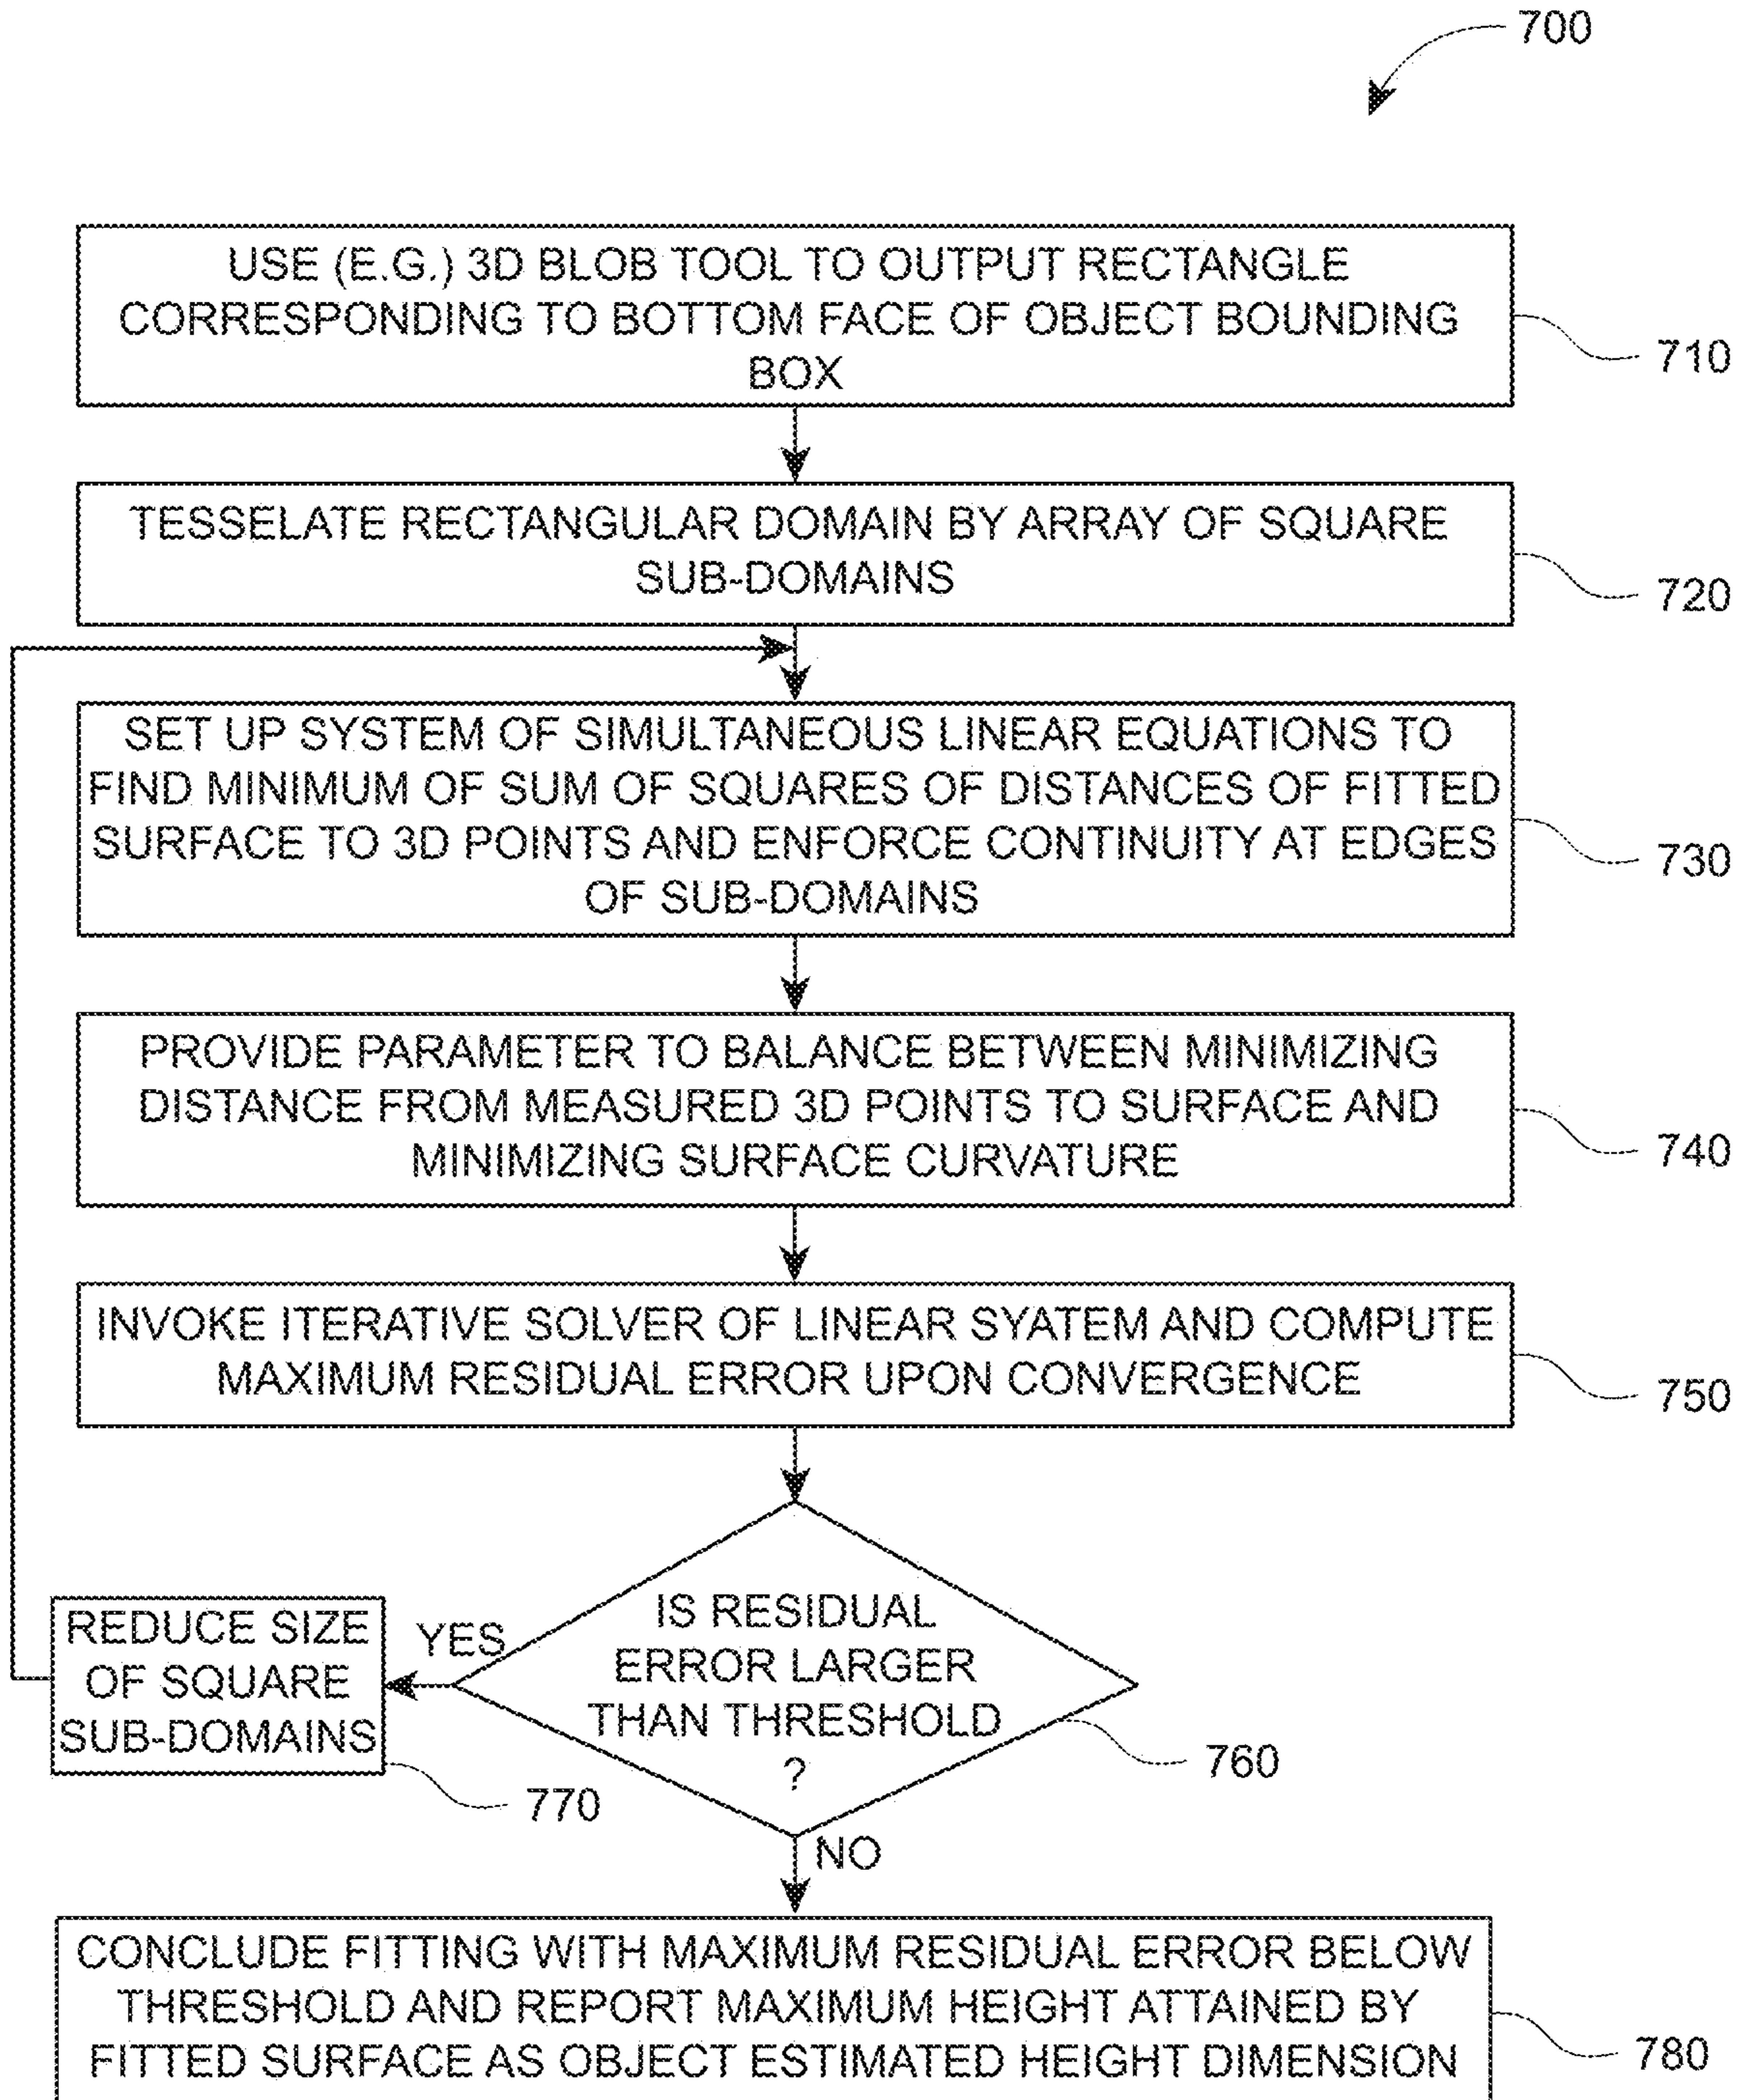 700
USE (E.G.) 3D BLOB TOOL TO OUTPUT RECTANGLE
CORRESPONDING TO BOTTOM FACE OF OBJECT BOUNDING
BOX
710
TESSELATE RECTANGULAR DOMAIN BY ARRAY OF SQUARE
SUB-DOMAINS
720
SET UP SYSTEM OF SIMULTANEOUS LINEAR EQUATIONS TO
FIND MINIMUM OF SUM OF SQUARES OF DISTANCES OF FITTED
SURFACE TO 3D POINTS AND ENFORCE CONTINUITY AT EDGES
OF SUB-DOMAINS
730
PROVIDE PARAMETER TO BALANCE BETWEEN MINIMIZING
DISTANCE FROM MEASURED 3D POINTS TO SURFACE AND
MINIMIZING SURFACE CURVATURE
740
INVOKE ITERATIVE SOLVER OF LINEAR SYATEM AND COMPUTE
MAXIMUM RESIDUAL ERROR UPON CONVERGENCE
750
IS RESIDUAL
ERROR LARGER
THAN THRESHOLD
?
760
YES
REDUCE SIZE
OF SQUARE
SUB-DOMAINS
770
NO
CONCLUDE FITTING WITH MAXIMUM RESIDUAL ERROR BELOW
THRESHOLD AND REPORT MAXIMUM HEIGHT ATTAINED BY
FITTED SURFACE AS OBJECT ESTIMATED HEIGHT DIMENSION
780